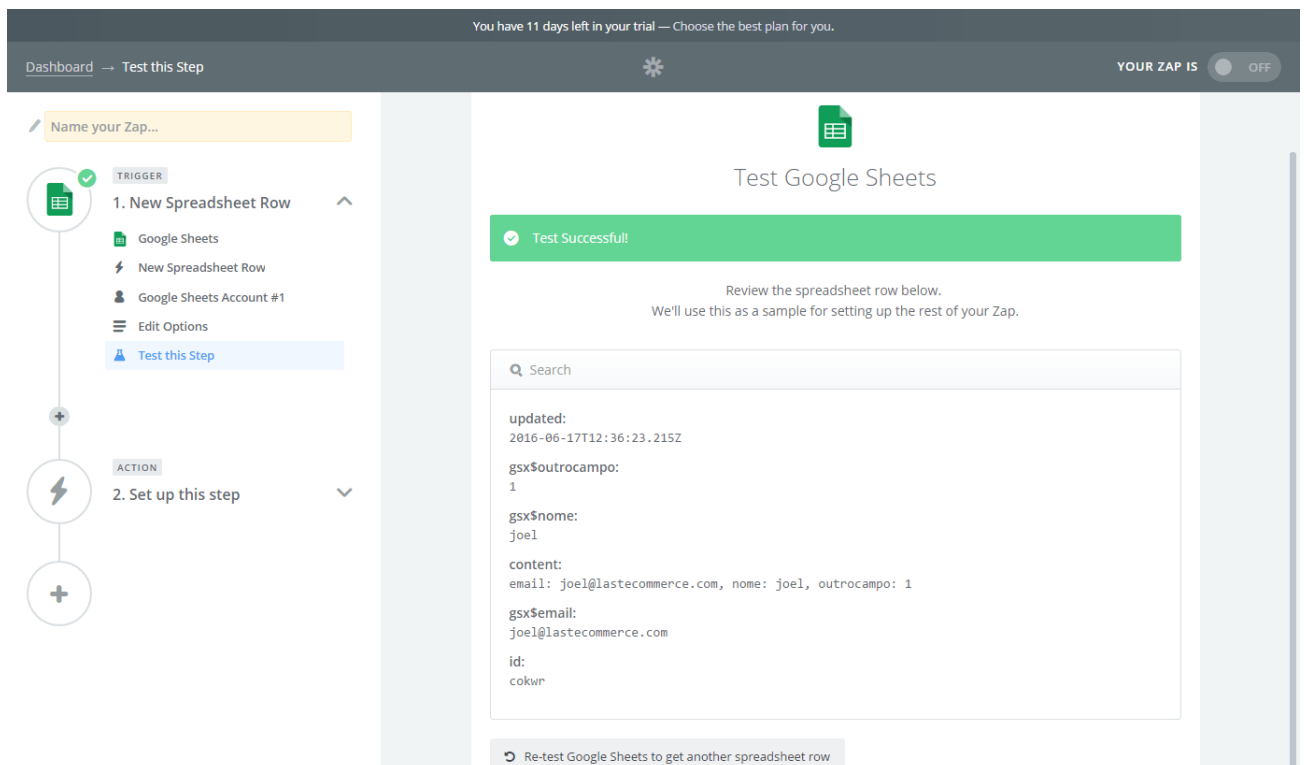 You have 11 days left in your trial — Choose the best plan for you.
Dashboard → Test this Step
YOUR ZAP IS
OFF
Name your Zap...
TRIGGER
1. New Spreadsheet Row
Google Sheets
New Spreadsheet Row
Google Sheets Account #1
Edit Options
Test this Step
ACTION
2. Set up this step
Test Google Sheets
Test Successful!
Review the spreadsheet row below.
We'll use this as a sample for setting up the rest of your Zap.
Search
updated:
2016-06-17T12:36:23.215Z
gsx$outrocampo:
1
gsx$nome:
joel
content:
email: joel@lastecommerce.com, nome: joel, outrocampo: 1
gsx$email:
joel@lastecommerce.com
id:
cokwr
Re-test Google Sheets to get another spreadsheet row